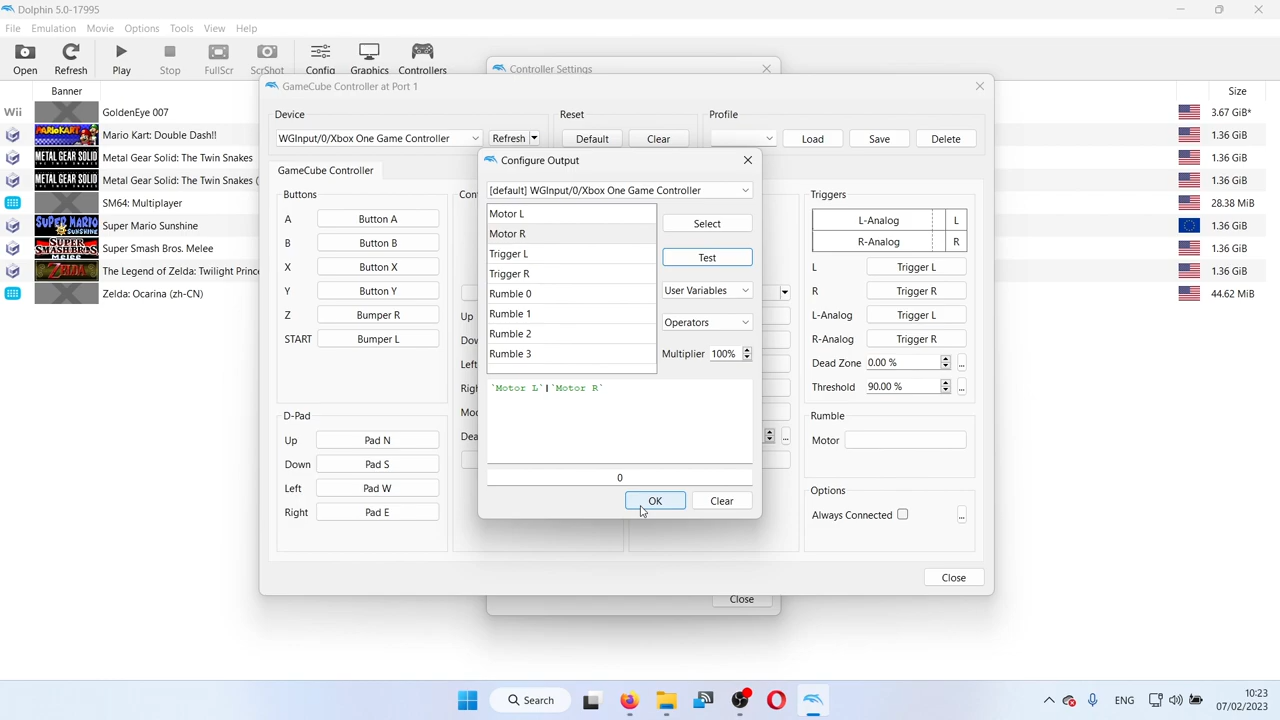 Dolphin 5.0-17995
File Emulation Movie Options Tools View Help
Open Refresh Play Stop FullScr ScrShot Config Graphics Controllers
Controller Settings
Banner Size
GameCube Controller at Port 1
Wii GoldenEye 007 3.67 GiB*
Mario Kart: Double Dash!! 1.36 GiB
Metal Gear Solid: The Twin Snakes 1.36 GiB
Metal Gear Solid: The Twin Snakes ( 1.36 GiB
SM64: Multiplayer 28.38 MiB
Super Mario Sunshine 1.36 GiB
Super Smash Bros. Melee 1.36 GiB
The Legend of Zelda: Twilight Prince 1.36 GiB
Zelda: Ocarina (zh-CN) 44.62 MiB
Device Reset Profile
WGInput/0/Xbox One Game Controller Refresh Default Clear Load Save Delete
GameCube Controller
Buttons
A Button A
B Button B
X Button X
Y Button Y
Z Bumper R
START Bumper L
D-Pad
Up Pad N
Down Pad S
Left Pad W
Right Pad E
Con
Up
Dow
Left
Righ
Mod
Dea
Configure Output
[default] WGInput/0/Xbox One Game Controller
Motor L
Motor R
Trigger L
Trigger R
Rumble 0
Rumble 1
Rumble 2
Rumble 3
Select
Test
User Variables
Operators
Multiplier 100%
`Motor L`|`Motor R`
0
OK Clear
Triggers
L-Analog L
R-Analog R
L Trigger L
R Trigger R
L-Analog Trigger L
R-Analog Trigger R
Dead Zone 0.00 % ...
Threshold 90.00 % ...
Rumble
Motor
Options
Always Connected ...
...
Close
Close
Search
ENG
10:23
07/02/2023